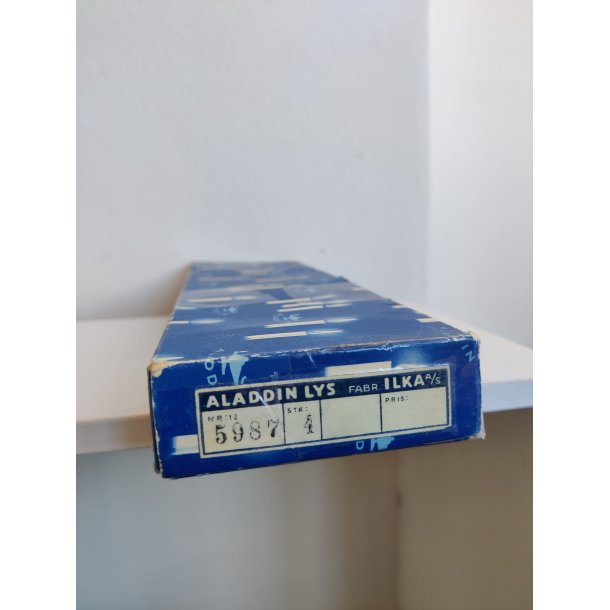 ALADDIN LYS FABR. ILKA A/S
NR: 12 STK: PRIS:
5987 4